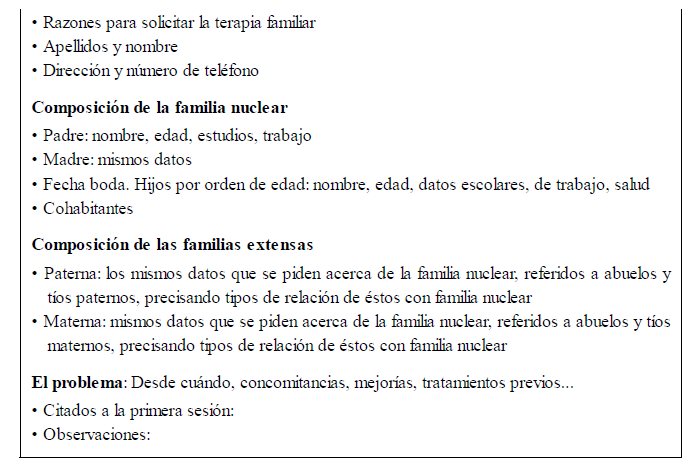 • Razones para solicitar la terapia familiar
• Apellidos y nombre
• Dirección y número de teléfono
Composición de la familia nuclear
• Padre: nombre, edad, estudios, trabajo
• Madre: mismos datos
• Fecha boda. Hijos por orden de edad: nombre, edad, datos escolares, de trabajo, salud
• Cohabitantes
Composición de las familias extensas
• Paterna: los mismos datos que se piden acerca de la familia nuclear, referidos a abuelos y
tíos paternos, precisando tipos de relación de éstos con familia nuclear
• Materna: mismos datos que se piden acerca de la familia nuclear, referidos a abuelos y tíos
maternos, precisando tipos de relación de éstos con familia nuclear
El problema: Desde cuándo, concomitancias, mejorías, tratamientos previos...
• Citados a la primera sesión:
• Observaciones: